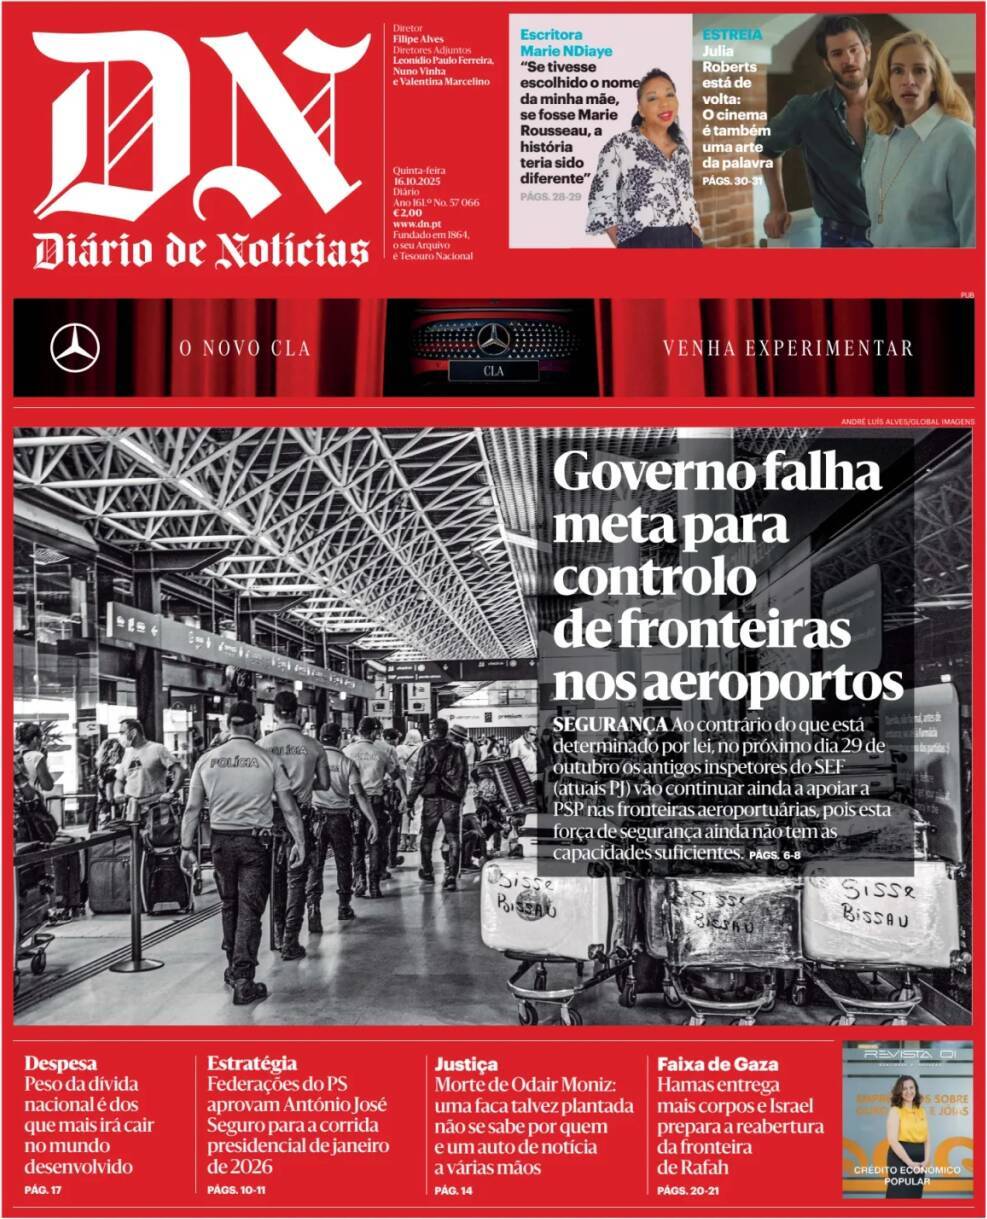 DN
Diário de Notícias
Diretor
Filipe Alves
Diretores Adjuntos
Leonídio Paulo Ferreira,
Nuno Vinha
e Valentina Marcelino
Quinta-feira
16.10.2025
Diário
Ano 161.º No. 57 066
€ 2,00
www.dn.pt
Fundado em 1864,
o seu Arquivo
é Tesouro Nacional
Escritora
Marie NDiaye
“Se tivesse
escolhido o nome
da minha mãe,
se fosse Marie
Rousseau, a
história
teria sido
diferente”
PÁGS. 28-29
ESTREIA
Julia
Roberts
está de
volta:
O cinema
é também
uma arte
da palavra
PÁGS. 30-31
PUB
O NOVO CLA
CLA
VENHA EXPERIMENTAR
ANDRÉ LUÍS ALVES/GLOBAL IMAGENS
Governo falha
meta para
controlo
de fronteiras
nos aeroportos
SEGURANÇA Ao contrário do que está
determinado por lei, no próximo dia 29 de
outubro os antigos inspetores do SEF
(atuais PJ) vão continuar ainda a apoiar a
PSP nas fronteiras aeroportuárias, pois esta
força de segurança ainda não tem as
capacidades suficientes. PÁGS. 6-8
POLÍCIA
POLÍCIA
premium
SISSE
BISSAU
SISSE
BISSAU
SISSE
BISSAU
Despesa
Peso da dívida
nacional é dos
que mais irá cair
no mundo
desenvolvido
PÁG. 17
Estratégia
Federações do PS
aprovam António José
Seguro para a corrida
presidencial de janeiro
de 2026
PÁGS. 10-11
Justiça
Morte de Odair Moniz:
uma faca talvez plantada
não se sabe por quem
e um auto de notícia
a várias mãos
PÁG. 14
Faixa de Gaza
Hamas entrega
mais corpos e Israel
prepara a reabertura
da fronteira
de Rafah
PÁGS. 20-21
REVISTA DI
SOBRE
E JÓIAS
CRÉDITO ECONÓMICO
POPULAR